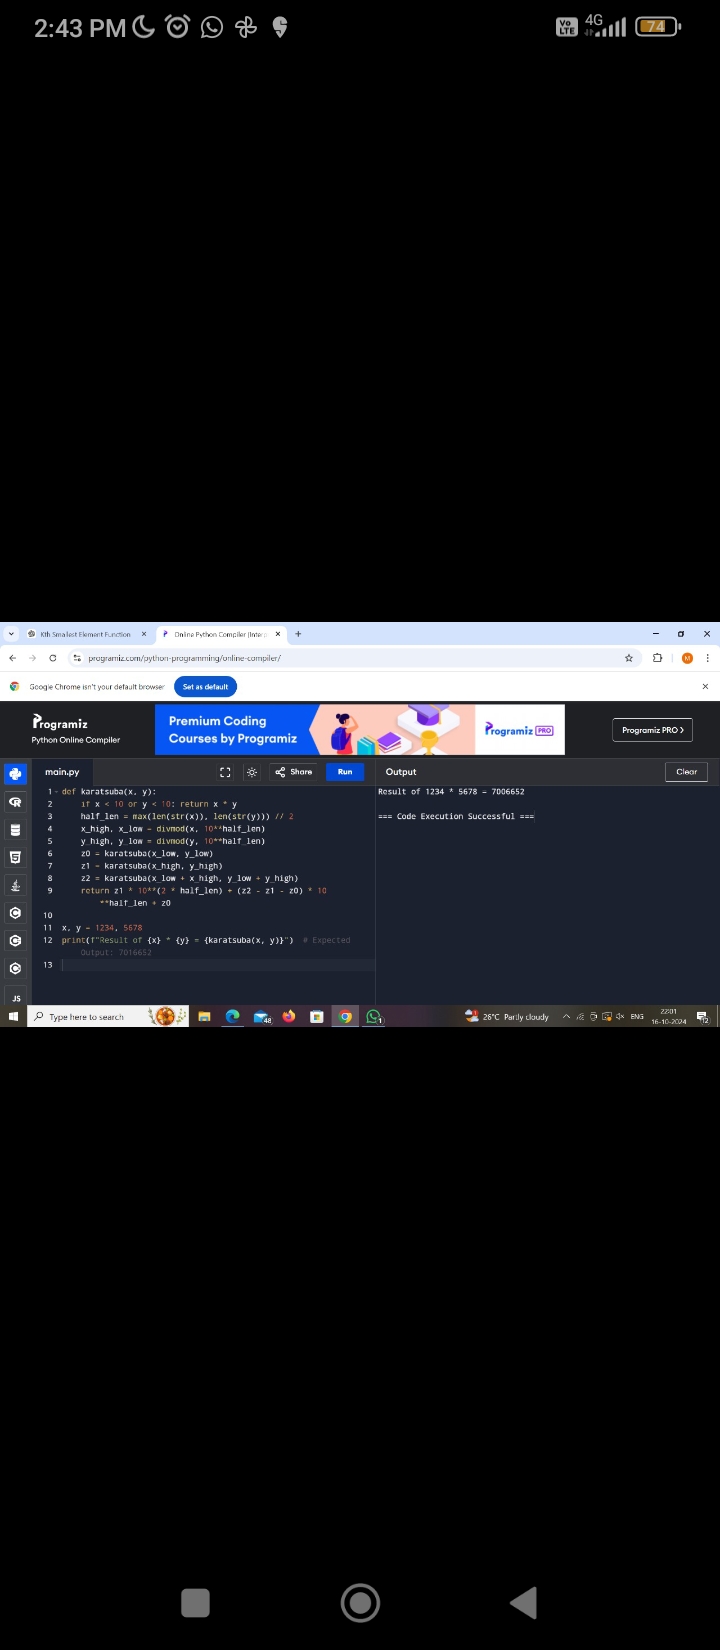 2:43 PM
Vo LTE 4G 74
Kth Smallest Element Function
Online Python Compiler (Interp
programiz.com/python-programming/online-compiler/
Google Chrome isn't your default browser Set as default
Programiz
Python Online Compiler
Premium Coding
Courses by Programiz
Programiz PRO
Programiz PRO >
main.py
Share
Run
Output
Clear
1 def karatsuba(x, y):
2 if x < 10 or y < 10: return x * y
3 half_len = max(len(str(x)), len(str(y))) // 2
4 x_high, x_low = divmod(x, 10**half_len)
5 y_high, y_low = divmod(y, 10**half_len)
6 z0 = karatsuba(x_low, y_low)
7 z1 = karatsuba(x_high, y_high)
8 z2 = karatsuba(x_low + x_high, y_low + y_high)
9 return z1 * 10**(2 * half_len) + (z2 - z1 - z0) * 10
**half_len + z0
10
11 x, y = 1234, 5678
12 print(f"Result of {x} * {y} = {karatsuba(x, y)}") # Expected
Output: 7016652
13
Result of 1234 * 5678 = 7006652
=== Code Execution Successful ===
JS
Type here to search
48
1
26°C Partly cloudy
ENG
22:01
16-10-2024
12